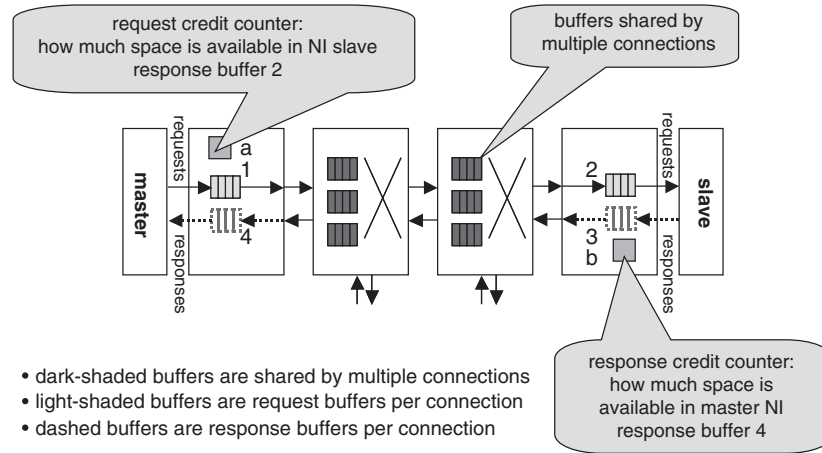 request credit counter:
how much space is available in NI slave
response buffer 2
buffers shared by
multiple connections
master
requests
responses
a
1
4
2
3
b
requests
responses
slave
response credit counter:
how much space is
available in master NI
response buffer 4
• dark-shaded buffers are shared by multiple connections
• light-shaded buffers are request buffers per connection
• dashed buffers are response buffers per connection